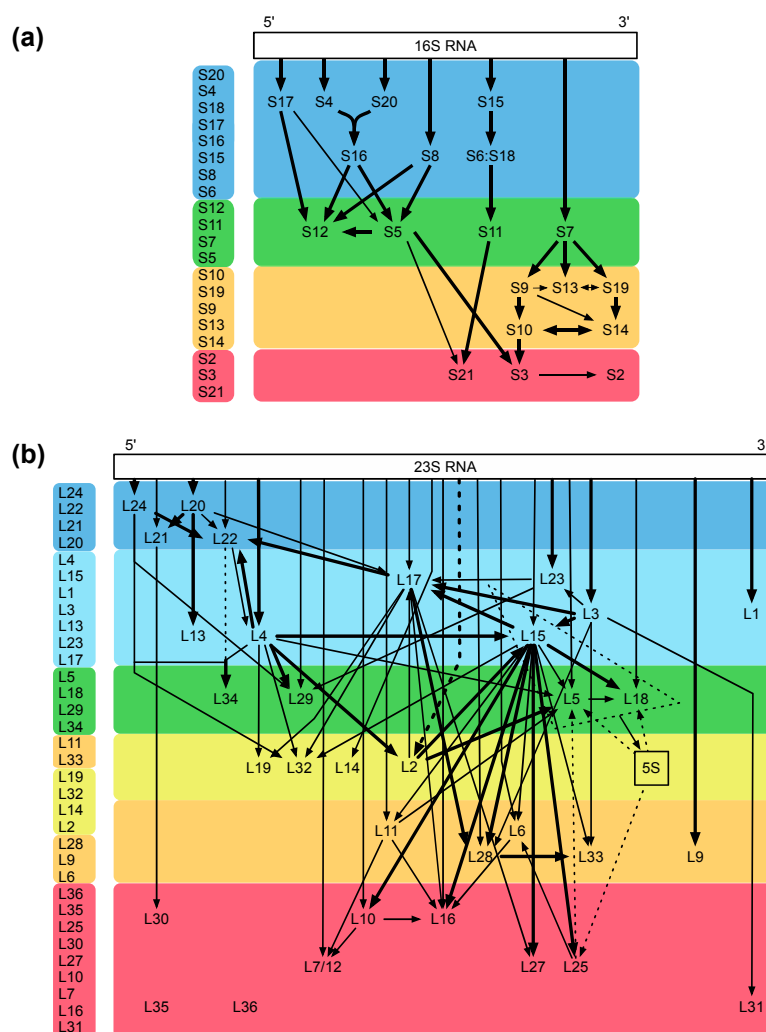 (a)
5' 3'
16S RNA
S20
S4
S18
S17
S16
S15
S8
S6
S12
S11
S7
S5
S10
S19
S9
S13
S14
S2
S3
S21
S17 S4 S20 S15
S16 S8 S6:S18
S12 S5 S11 S7
S9 S13 S19
S10 S14
S21 S3 S2
(b)
5' 3'
23S RNA
L24
L22
L21
L20
L4
L15
L1
L3
L13
L23
L17
L5
L18
L29
L34
L11
L33
L19
L32
L14
L2
L28
L9
L6
L36
L35
L25
L30
L27
L10
L7
L16
L31
L24 L20
L21 L22
L17 L23
L3 L1
L13 L4 L15
L34 L29 L5 L18
L19 L32 L14 L2 5S
L11 L6
L28 L33 L9
L30 L10 L16
L7/12 L27 L25
L35 L36 L31